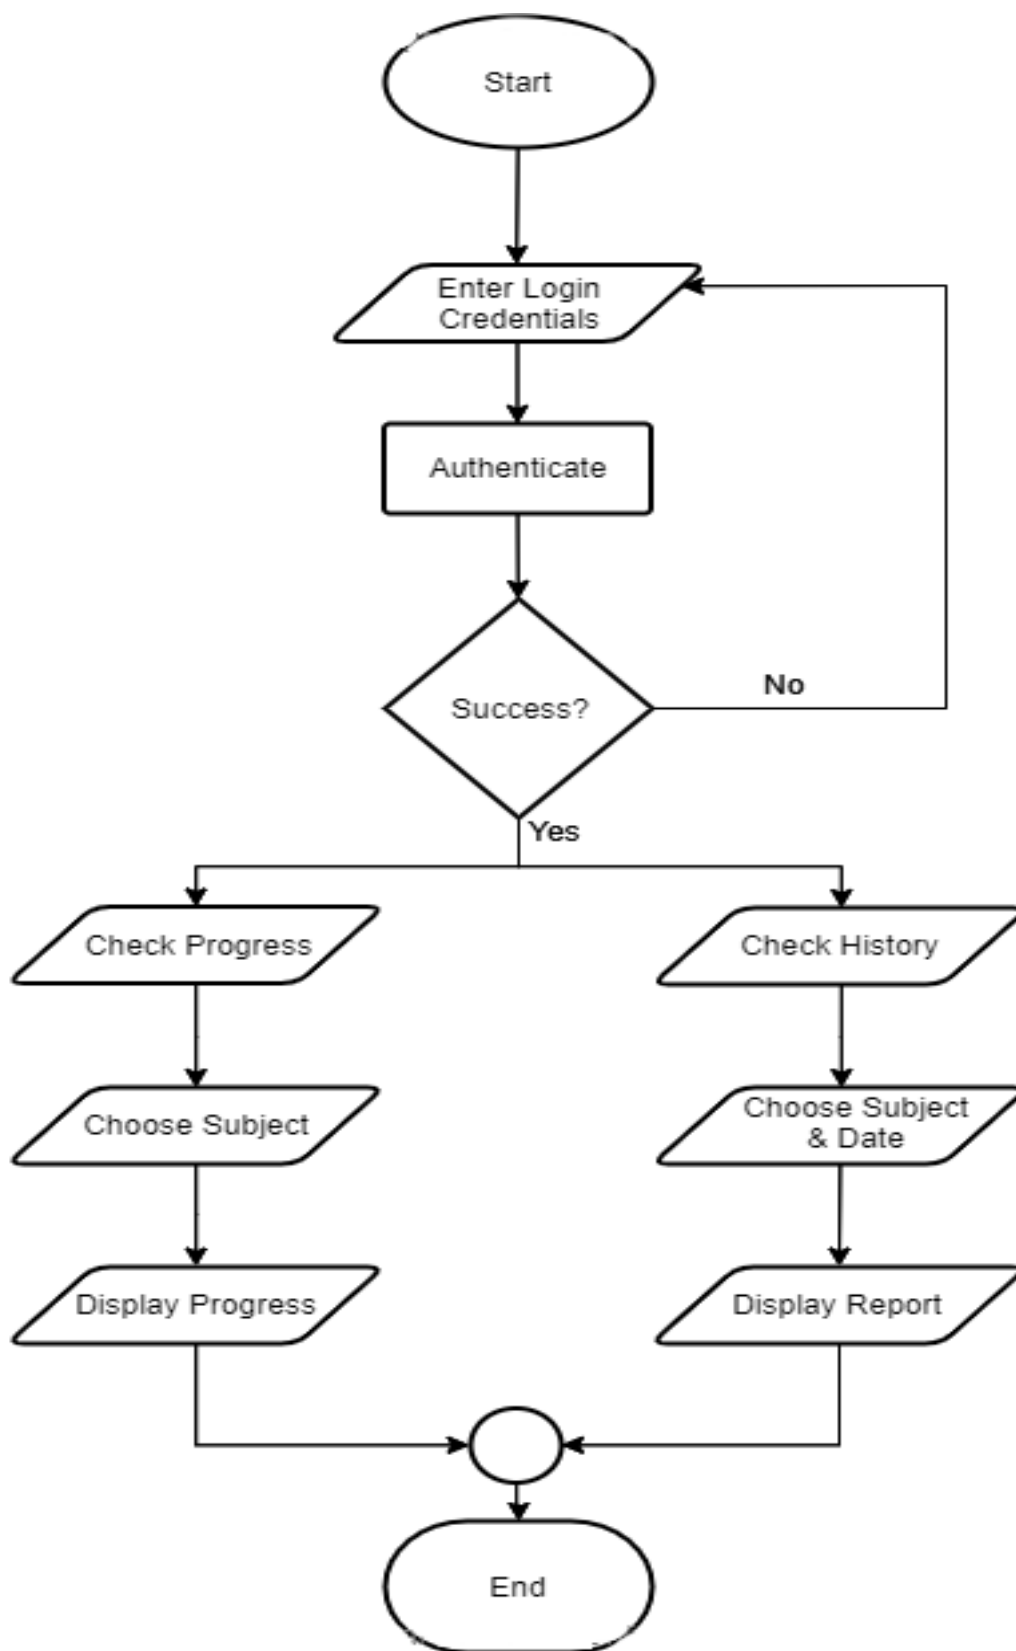 Start
Enter Login
Credentials
Authenticate
Success?
No
Yes
Check Progress
Check History
Choose Subject
Choose Subject
& Date
Display Progress
Display Report
End